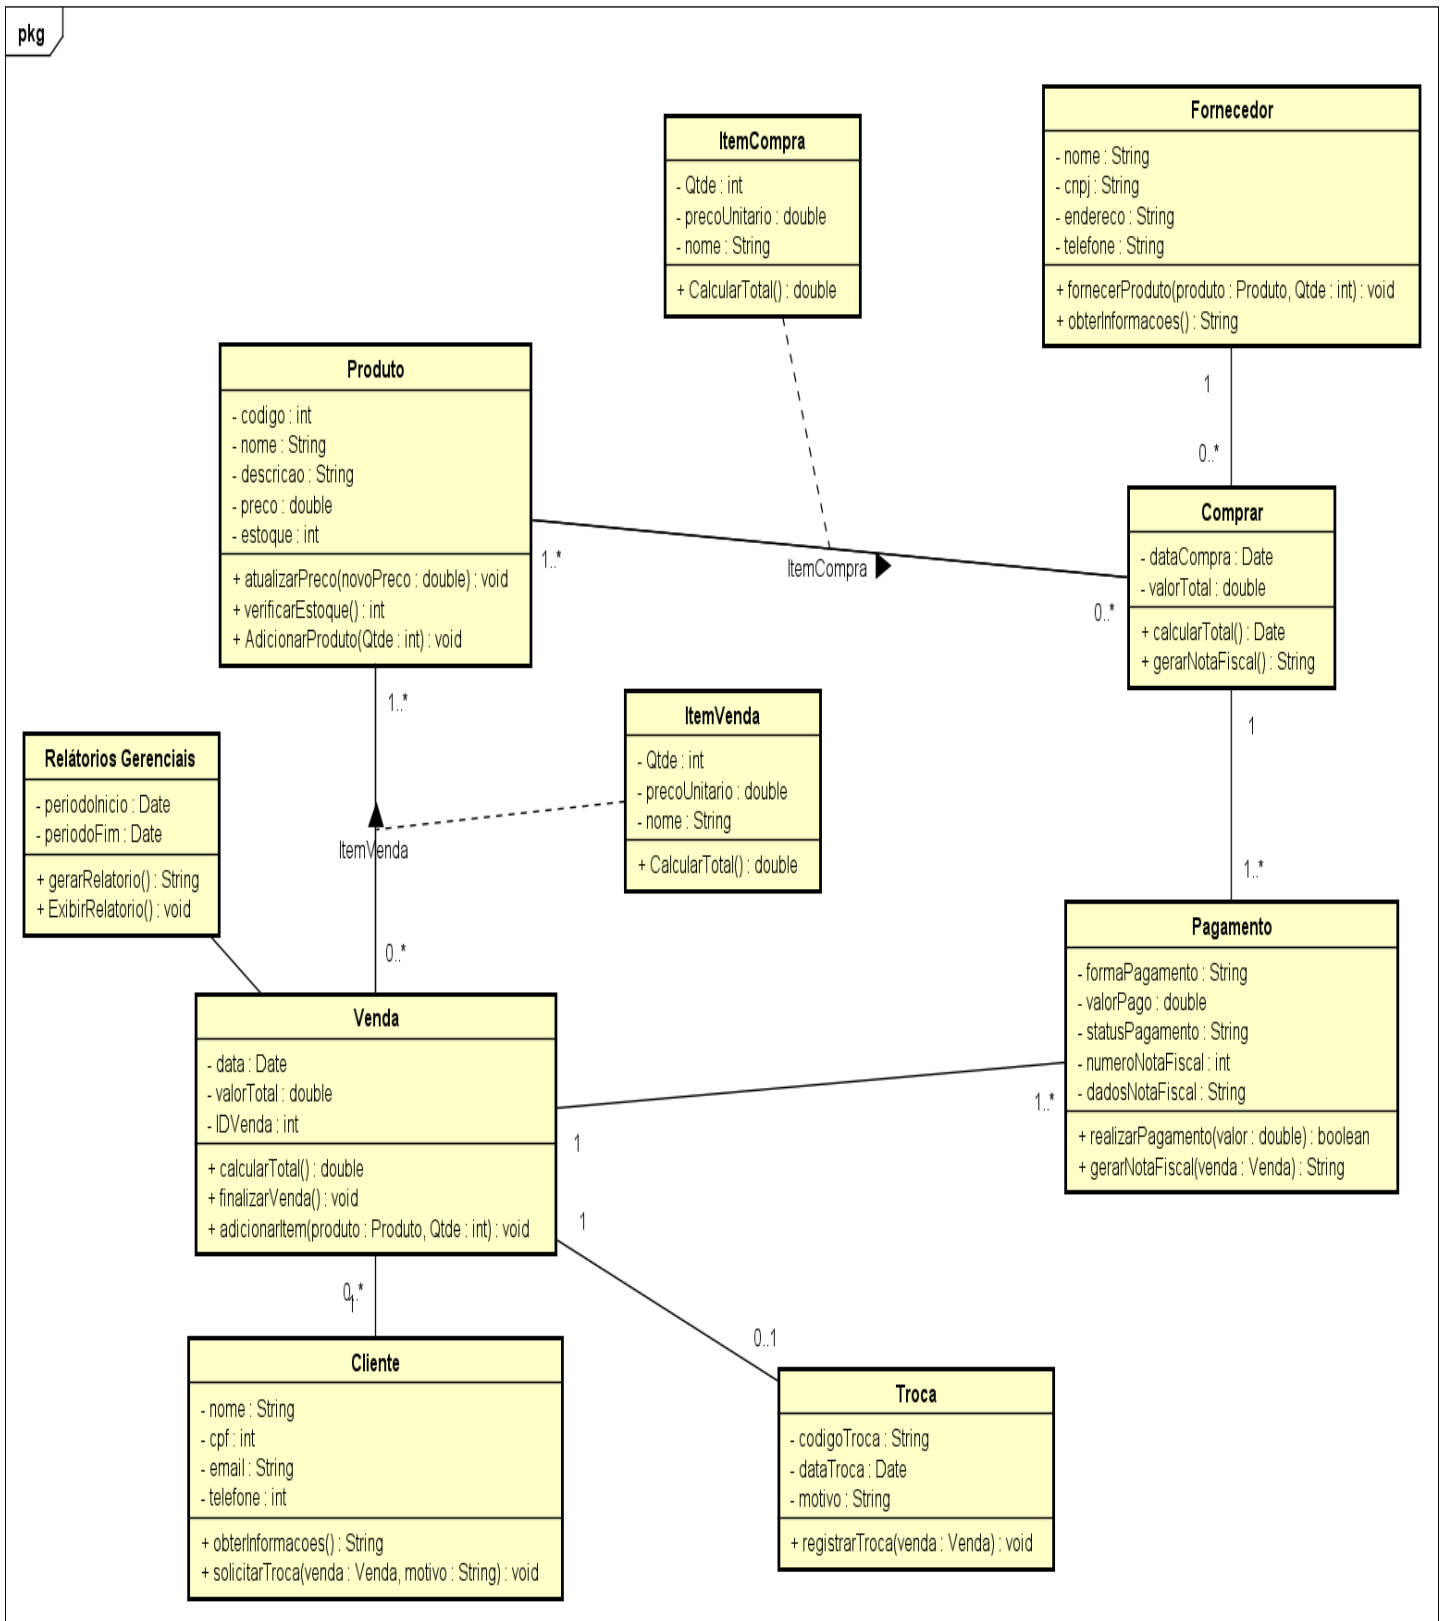 pkg
ItemCompra
- Qtde : int
- precoUnitario : double
- nome : String
+ CalcularTotal() : double
Fornecedor
- nome : String
- cnpj : String
- endereco : String
- telefone : String
+ fornecerProduto(produto : Produto, Qtde : int) : void
+ obterInformacoes() : String
1
0..*
Produto
- codigo : int
- nome : String
- descricao : String
- preco : double
- estoque : int
+ atualizarPreco(novoPreco : double) : void
+ verificarEstoque() : int
+ AdicionarProduto(Qtde : int) : void
1..*
ItemCompra
0..*
Comprar
- dataCompra : Date
- valorTotal : double
+ calcularTotal() : Date
+ gerarNotaFiscal() : String
1
1..*
1..*
ItemVenda
- Qtde : int
- precoUnitario : double
- nome : String
+ CalcularTotal() : double
Relátorios Gerenciais
- periodoInicio : Date
- periodoFim : Date
+ gerarRelatorio() : String
+ ExibirRelatorio() : void
ItemVenda
0..*
Venda
- data : Date
- valorTotal : double
- IDVenda : int
+ calcularTotal() : double
+ finalizarVenda() : void
+ adicionarItem(produto : Produto, Qtde : int) : void
1
1..*
Pagamento
- formaPagamento : String
- valorPago : double
- statusPagamento : String
- numeroNotaFiscal : int
- dadosNotaFiscal : String
+ realizarPagamento(valor : double) : boolean
+ gerarNotaFiscal(venda : Venda) : String
1
0..1
0..*
1
Cliente
- nome : String
- cpf : int
- email : String
- telefone : int
+ obterInformacoes() : String
+ solicitarTroca(venda : Venda, motivo : String) : void
Troca
- codigoTroca : String
- dataTroca : Date
- motivo : String
+ registrarTroca(venda : Venda) : void